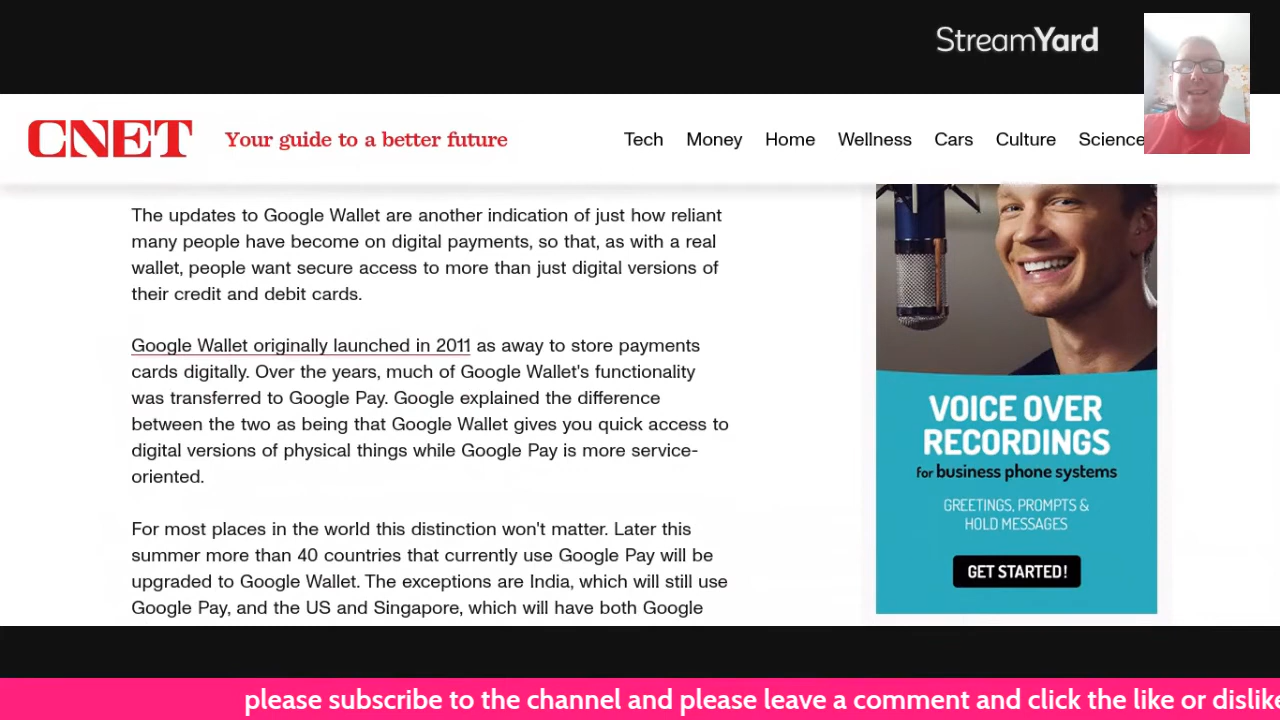 StreamYard
CNET
Your guide to a better future
Tech Money Home Wellness Cars Culture Science
The updates to Google Wallet are another indication of just how reliant
many people have become on digital payments, so that, as with a real
wallet, people want secure access to more than just digital versions of
their credit and debit cards.
Google Wallet originally launched in 2011 as away to store payments
cards digitally. Over the years, much of Google Wallet's functionality
was transferred to Google Pay. Google explained the difference
between the two as being that Google Wallet gives you quick access to
digital versions of physical things while Google Pay is more service-
oriented.
For most places in the world this distinction won't matter. Later this
summer more than 40 countries that currently use Google Pay will be
upgraded to Google Wallet. The exceptions are India, which will still use
Google Pay, and the US and Singapore, which will have both Google
VOICE OVER
RECORDINGS
for business phone systems
GREETINGS, PROMPTS &
HOLD MESSAGES
GET STARTED!
please subscribe to the channel and please leave a comment and click the like or dislike